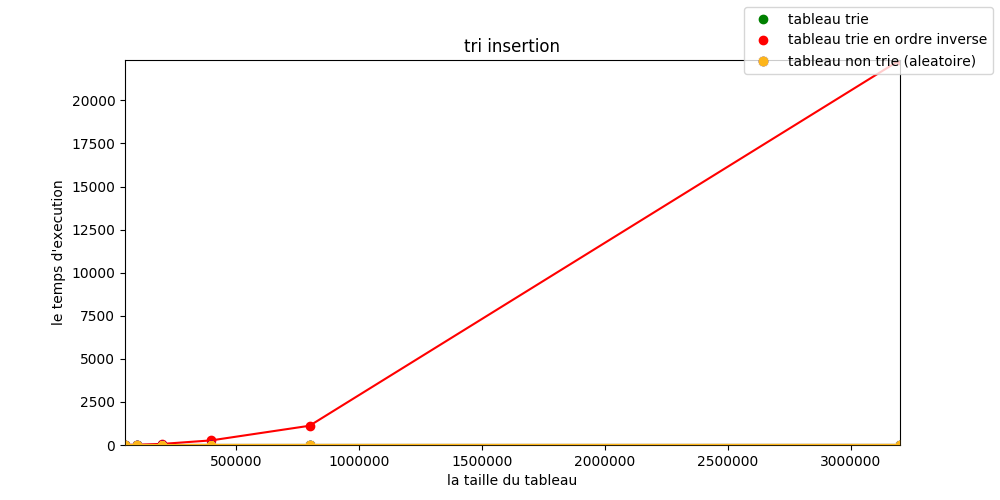 tri insertion
tableau trie
tableau trie en ordre inverse
tableau non trie (aleatoire)
le temps d'execution
20000
17500
15000
12500
10000
7500
5000
2500
0
500000 1000000 1500000 2000000 2500000 3000000
la taille du tableau